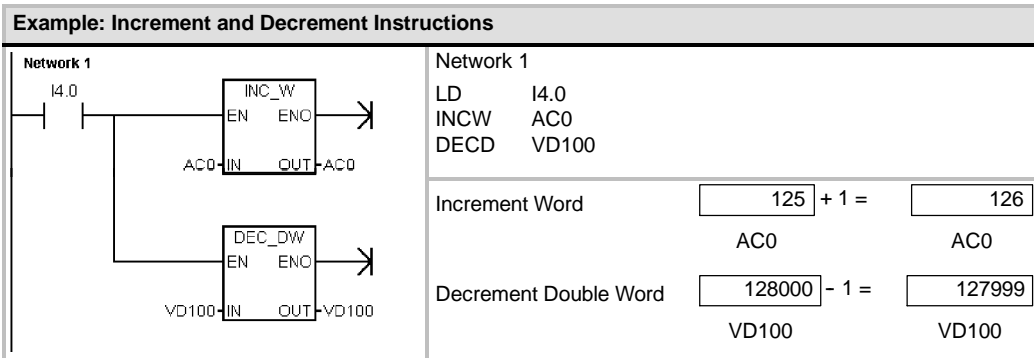 Example: Increment and Decrement Instructions
Network 1
I4.0
INC_W
EN ENO
AC0 IN OUT AC0
DEC_DW
EN ENO
VD100 IN OUT VD100
Network 1
LD I4.0
INCW AC0
DECD VD100
Increment Word 125 + 1 = 126
AC0 AC0
Decrement Double Word 128000 - 1 = 127999
VD100 VD100